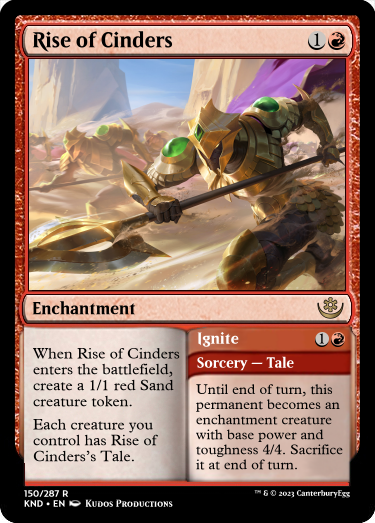 Rise of Cinders 1
Enchantment
When Rise of Cinders
enters the battlefield,
create a 1/1 red Sand
creature token.
Each creature you
control has Rise of
Cinders's Tale.
Ignite 1
Sorcery — Tale
Until end of turn, this
permanent becomes an
enchantment creature
with base power and
toughness 4/4. Sacrifice
it at end of turn.
150/287 R
KND • EN Kudos Productions
™ & © 2023 CanterburyEgg